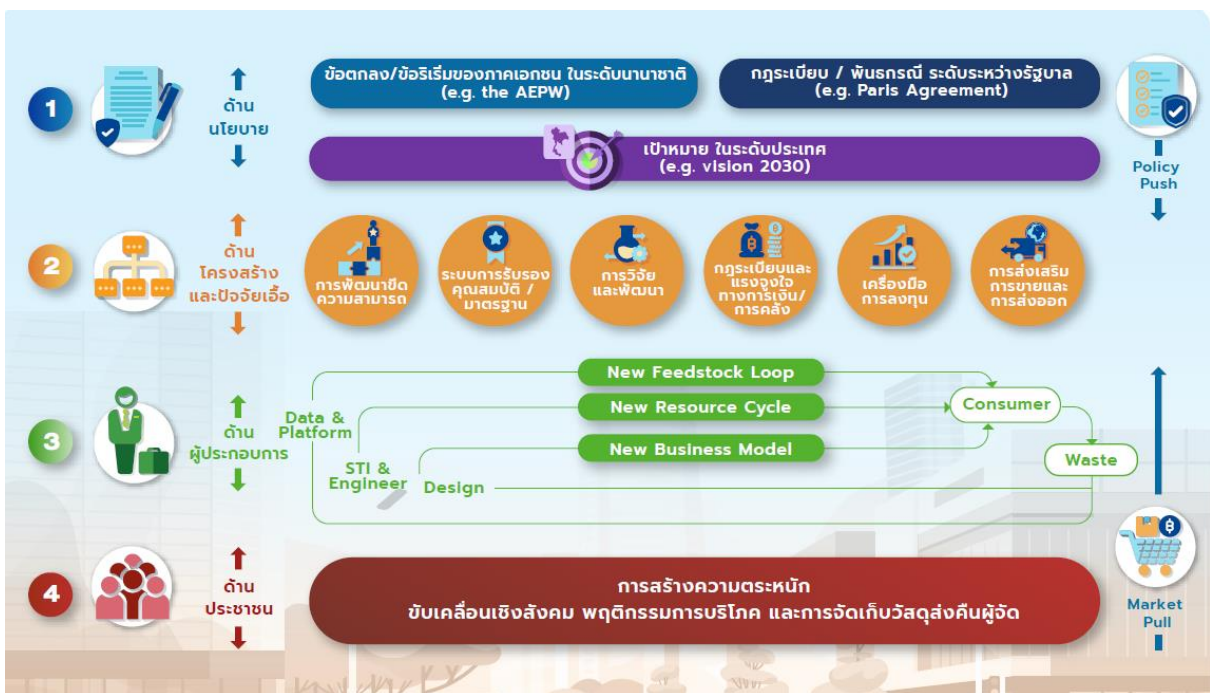 1
ด้าน
นโยบาย
ข้อตกลง/ข้อริเริ่มของภาคเอกชน ในระดับนานาชาติ
(e.g. the AEPW)
กฎระเบียบ / พันธกรณี ระดับระหว่างรัฐบาล
(e.g. Paris Agreement)
เป้าหมาย ในระดับประเทศ
(e.g. vision 2030)
Policy
Push
2
ด้าน
โครงสร้าง
และปัจจัยเอื้อ
การพัฒนาขีด
ความสามารถ
ระบบการรับรอง
คุณสมบัติ /
มาตรฐาน
การวิจัย
และพัฒนา
กฎระเบียบและ
แรงจูงใจ
ทางการเงิน/
การคลัง
เครื่องมือ
การลงทุน
การส่งเสริม
การขายและ
การส่งออก
3
ด้าน
ผู้ประกอบการ
Data &
Platform
STI &
Engineer
Design
New Feedstock Loop
New Resource Cycle
New Business Model
Consumer
Waste
4
ด้าน
ประชาชน
การสร้างความตระหนัก
ขับเคลื่อนเชิงสังคม พฤติกรรมการบริโภค และการจัดเก็บวัสดุส่งคืนผู้จัด
Market
Pull